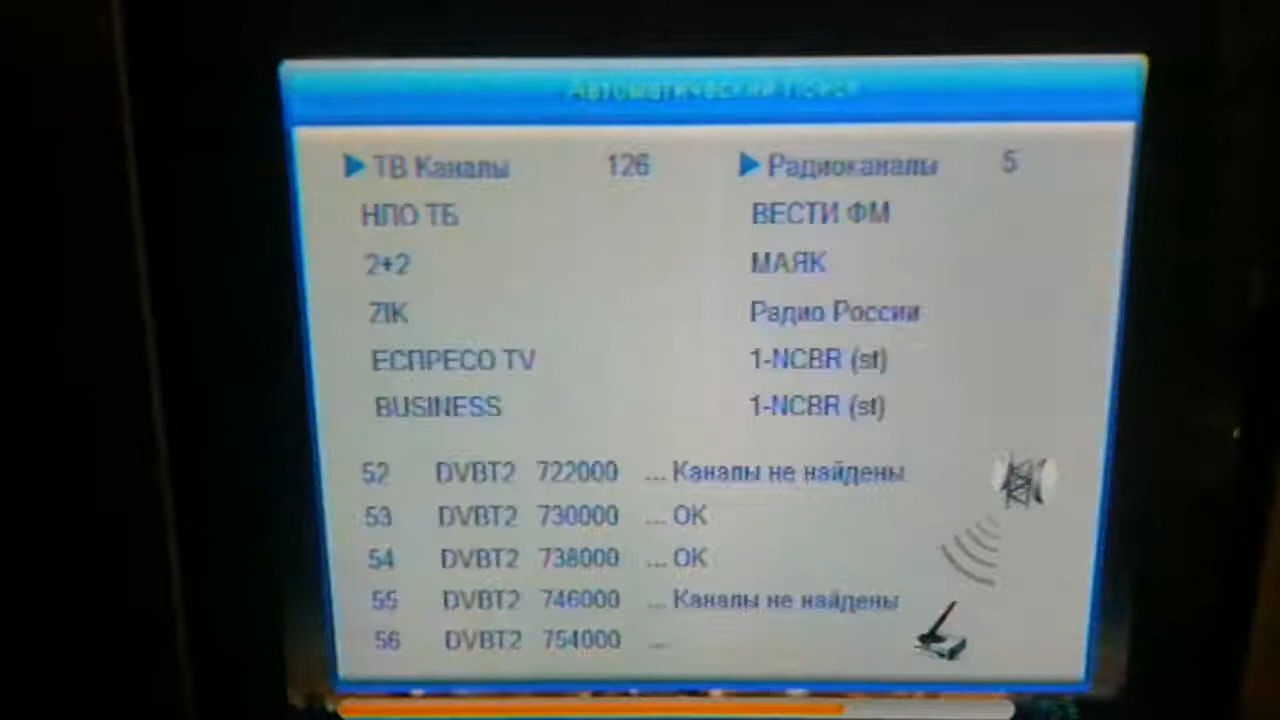 Автоматический Поиск
ТВ Каналы 126
НЛО ТБ
2+2
ZIK
ЕСПРЕСО TV
BUSINESS
Радиоканалы 5
ВЕСТИ ФМ
МАЯК
Радио России
1-NCBR (st)
1-NCBR (st)
52 DVBT2 722000 ... Каналы не найдены
53 DVBT2 730000 ... OK
54 DVBT2 738000 ... OK
55 DVBT2 746000 ... Каналы не найдены
56 DVBT2 754000 ...